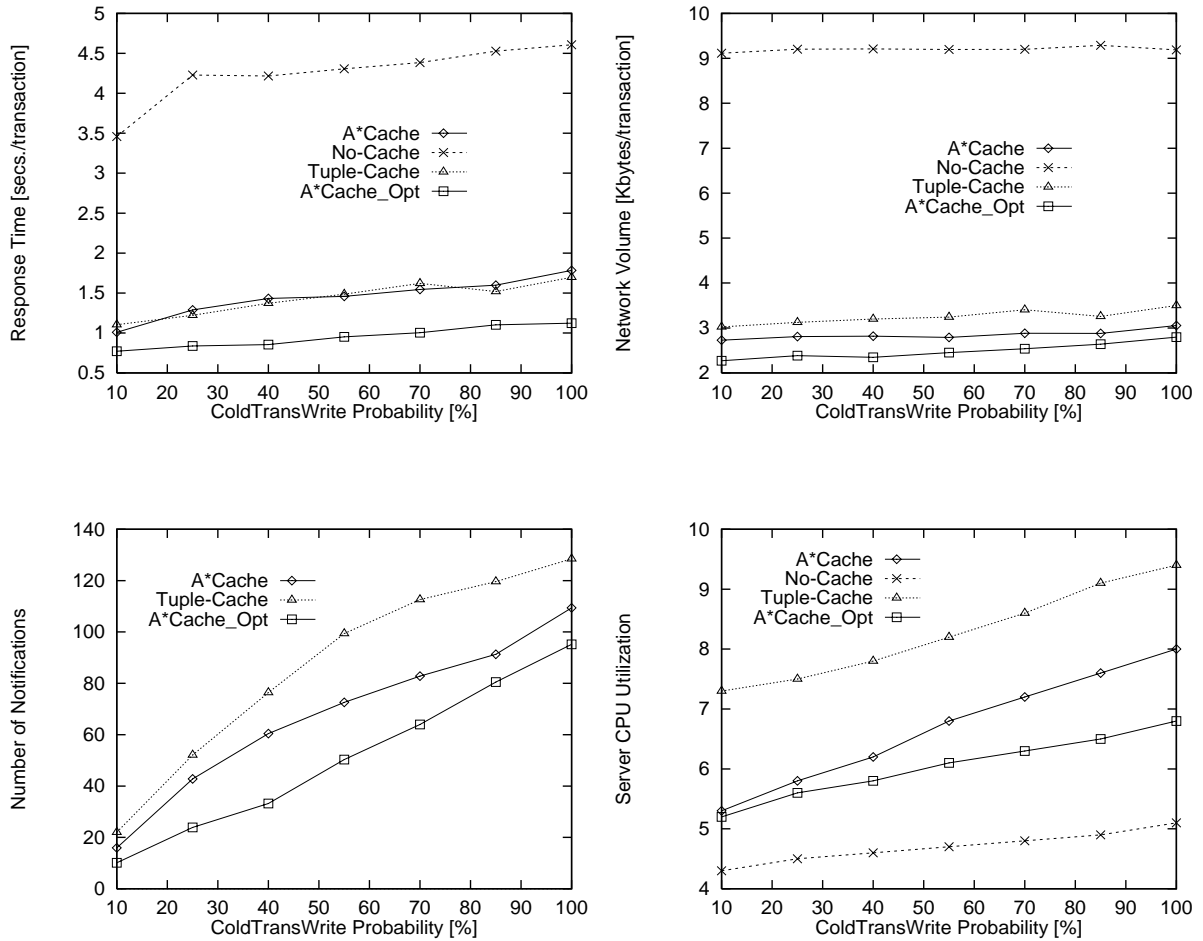 Response Time [secs./transaction]
5
4.5
4
3.5
3
2.5
2
1.5
1
0.5
A*Cache
No-Cache
Tuple-Cache
A*Cache_Opt
10 20 30 40 50 60 70 80 90 100
ColdTransWrite Probability [%]
Network Volume [Kbytes/transaction]
10
9
8
7
6
5
4
3
2
A*Cache
No-Cache
Tuple-Cache
A*Cache_Opt
10 20 30 40 50 60 70 80 90 100
ColdTransWrite Probability [%]
Number of Notifications
140
120
100
80
60
40
20
0
A*Cache
Tuple-Cache
A*Cache_Opt
10 20 30 40 50 60 70 80 90 100
ColdTransWrite Probability [%]
Server CPU Utilization
10
9
8
7
6
5
4
A*Cache
No-Cache
Tuple-Cache
A*Cache_Opt
10 20 30 40 50 60 70 80 90 100
ColdTransWrite Probability [%]